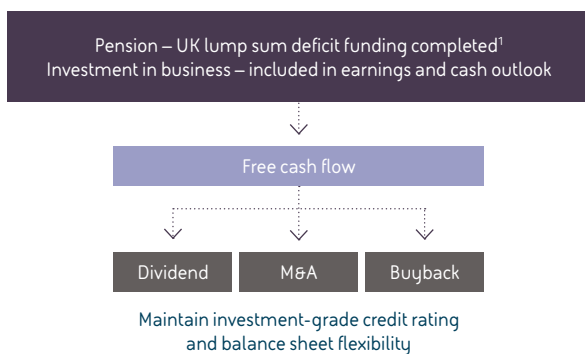 Pension – UK lump sum deficit funding completed¹
Investment in business – included in earnings and cash outlook
Free cash flow
Dividend M&A Buyback
Maintain investment-grade credit rating
and balance sheet flexibility